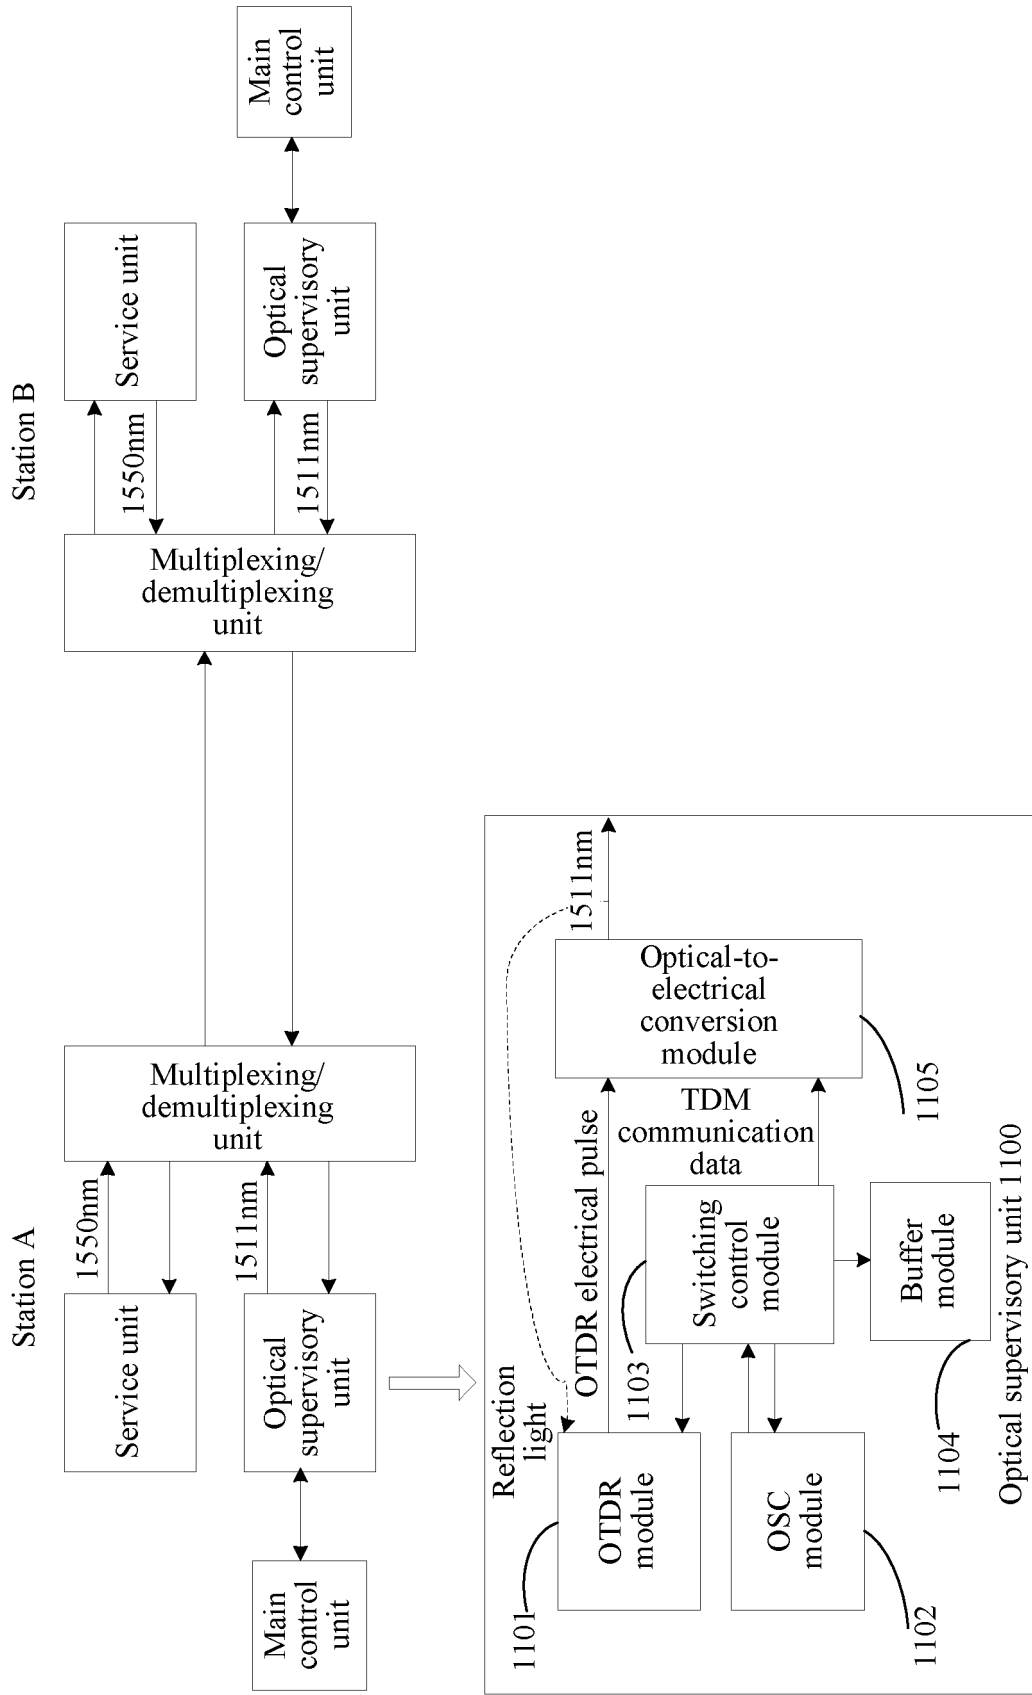 Station A
Station B
Service unit
1550nm
Multiplexing/
demultiplexing
unit
Multiplexing/
demultiplexing
unit
1550nm
Service unit
Main
control
unit
Optical
supervisory
unit
1511nm
1511nm
Optical
supervisory
unit
Main
control
unit
Reflection
light
1101
OTDR
module
OTDR electrical pulse
1511nm
1103
TDM
communication
data
Optical-to-
electrical
conversion
module
Switching
control
module
OSC
module
1102
1105
Buffer
module
1104
Optical supervisory unit 1100